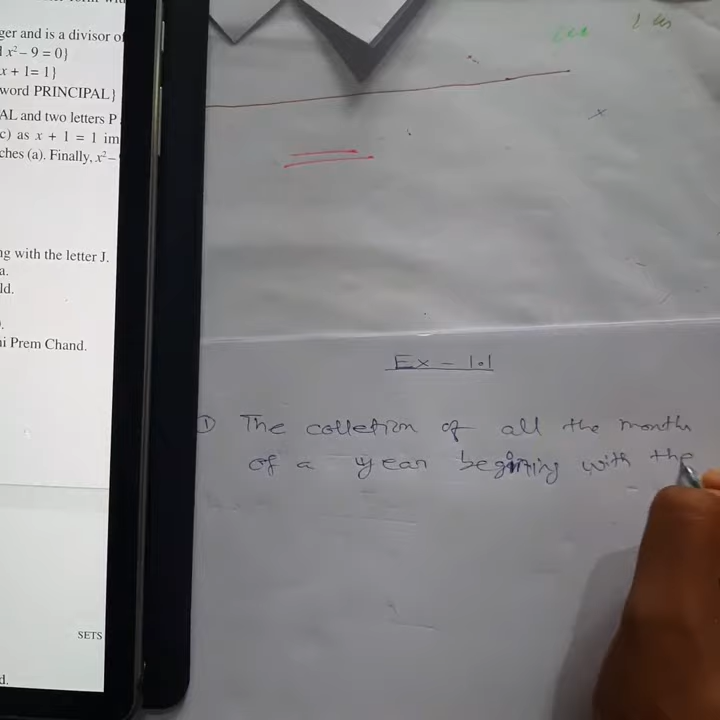 ger and is a divisor of
x² – 9 = 0}
x + 1= 1}
word PRINCIPAL}
AL and two letters P
c) as x + 1 = 1 im
ches (a). Finally, x² –
ng with the letter J.
a.
ld.
i Prem Chand.
SETS
d.
Ex – 1.1
① The colletion of all the months
of a year begining with the